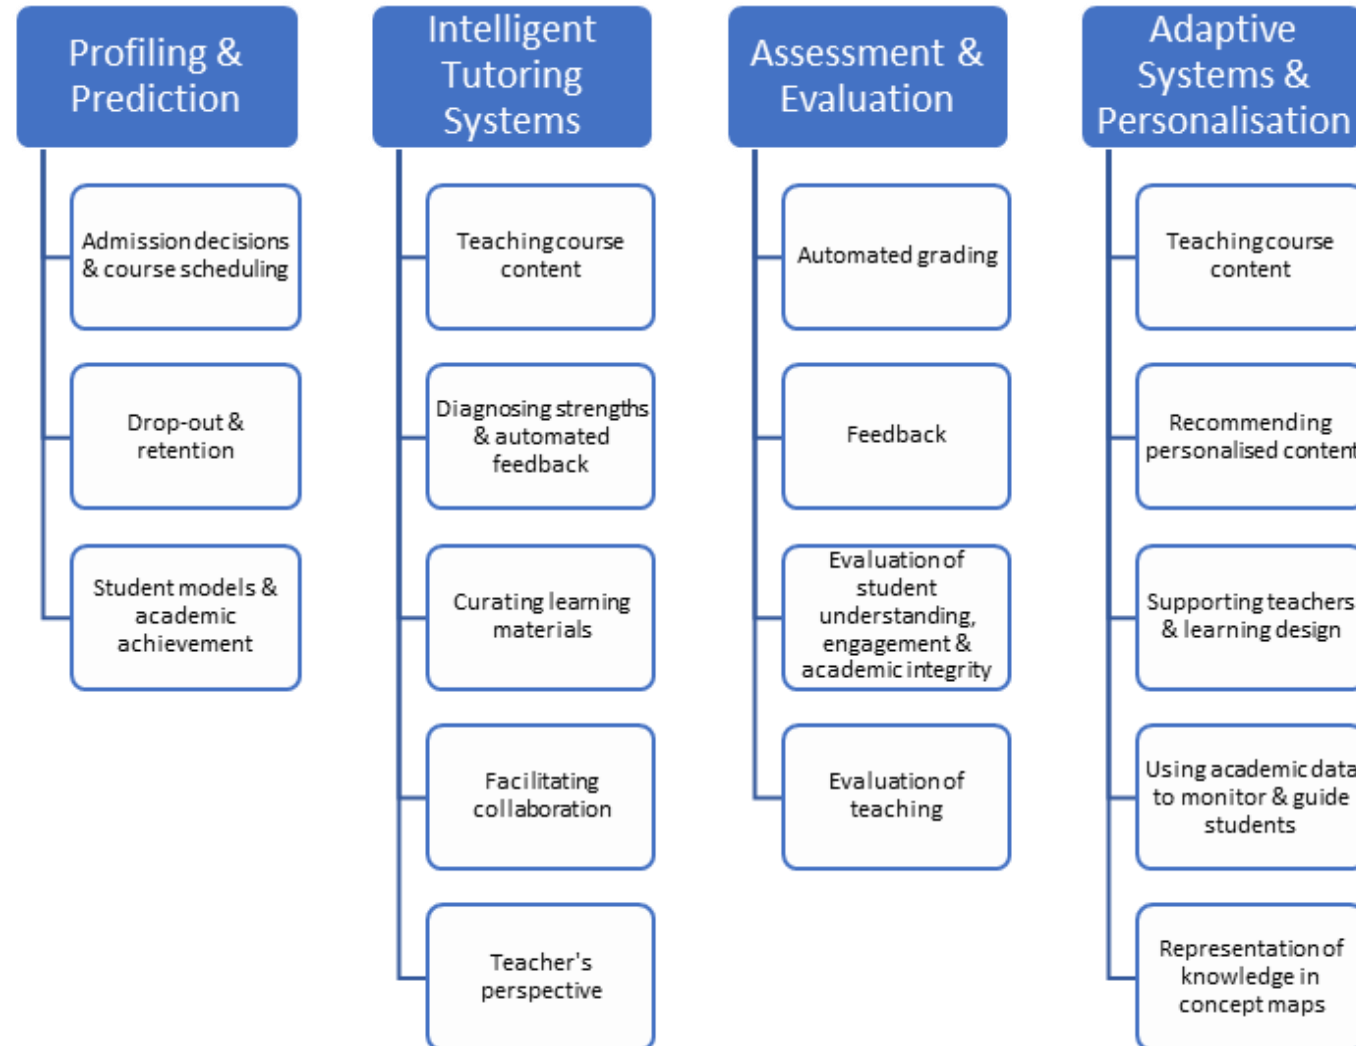 Profiling &
Prediction
Admission decisions
& course scheduling
Drop-out &
retention
Student models &
academic
achievement
Intelligent
Tutoring
Systems
Teaching course
content
Diagnosing strengths
& automated
feedback
Curating learning
materials
Facilitating
collaboration
Teacher's
perspective
Assessment &
Evaluation
Automated grading
Feedback
Evaluation of
student
understanding,
engagement &
academic integrity
Evaluation of
teaching
Adaptive
Systems &
Personalisation
Teaching course
content
Recommending
personalised content
Supporting teachers
& learning design
Using academic data
to monitor & guide
students
Representation of
knowledge in
concept maps